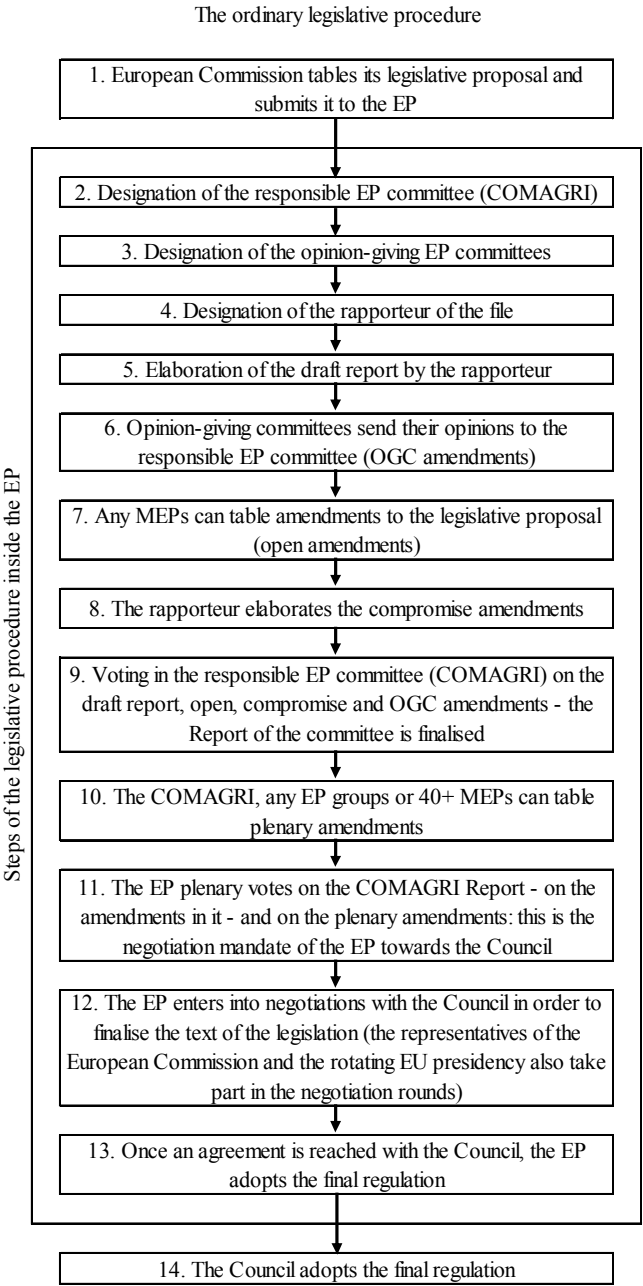 The ordinary legislative procedure
1. European Commission tables its legislative proposal and
submits it to the EP
Steps of the legislative procedure inside the EP
2. Designation of the responsible EP committee (COMAGRI)
3. Designation of the opinion-giving EP committees
4. Designation of the rapporteur of the file
5. Elaboration of the draft report by the rapporteur
6. Opinion-giving committees send their opinions to the
responsible EP committee (OGC amendments)
7. Any MEPs can table amendments to the legislative proposal
(open amendments)
8. The rapporteur elaborates the compromise amendments
9. Voting in the responsible EP committee (COMAGRI) on the
draft report, open, compromise and OGC amendments - the
Report of the committee is finalised
10. The COMAGRI, any EP groups or 40+ MEPs can table
plenary amendments
11. The EP plenary votes on the COMAGRI Report - on the
amendments in it - and on the plenary amendments: this is the
negotiation mandate of the EP towards the Council
12. The EP enters into negotiations with the Council in order to
finalise the text of the legislation (the representatives of the
European Commission and the rotating EU presidency also take
part in the negotiation rounds)
13. Once an agreement is reached with the Council, the EP
adopts the final regulation
14. The Council adopts the final regulation